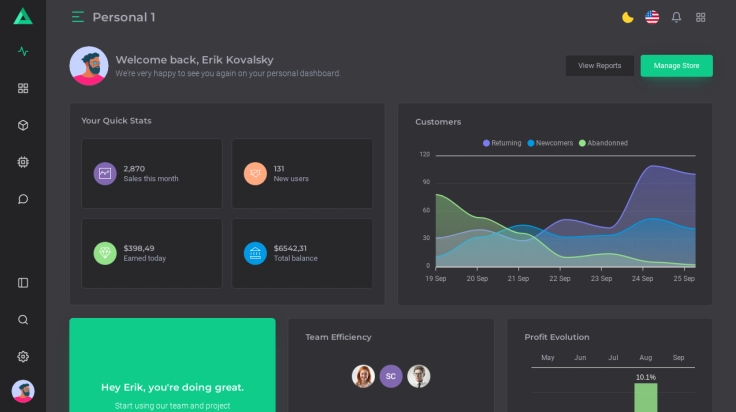 Personal 1
Welcome back, Erik Kovalsky
We're very happy to see you again on your personal dashboard.
View Reports
Manage Store
Your Quick Stats
2,870
Sales this month
131
New users
$398,49
Earned today
$6542,31
Total balance
Customers
Returning Newcomers Abandonned
120
90
60
30
0
19 Sep 20 Sep 21 Sep 22 Sep 23 Sep 24 Sep 25 Sep
Hey Erik, you're doing great.
Start using our team and project
Team Efficiency
SC
Profit Evolution
May Jun Jul Aug Sep
10.1%